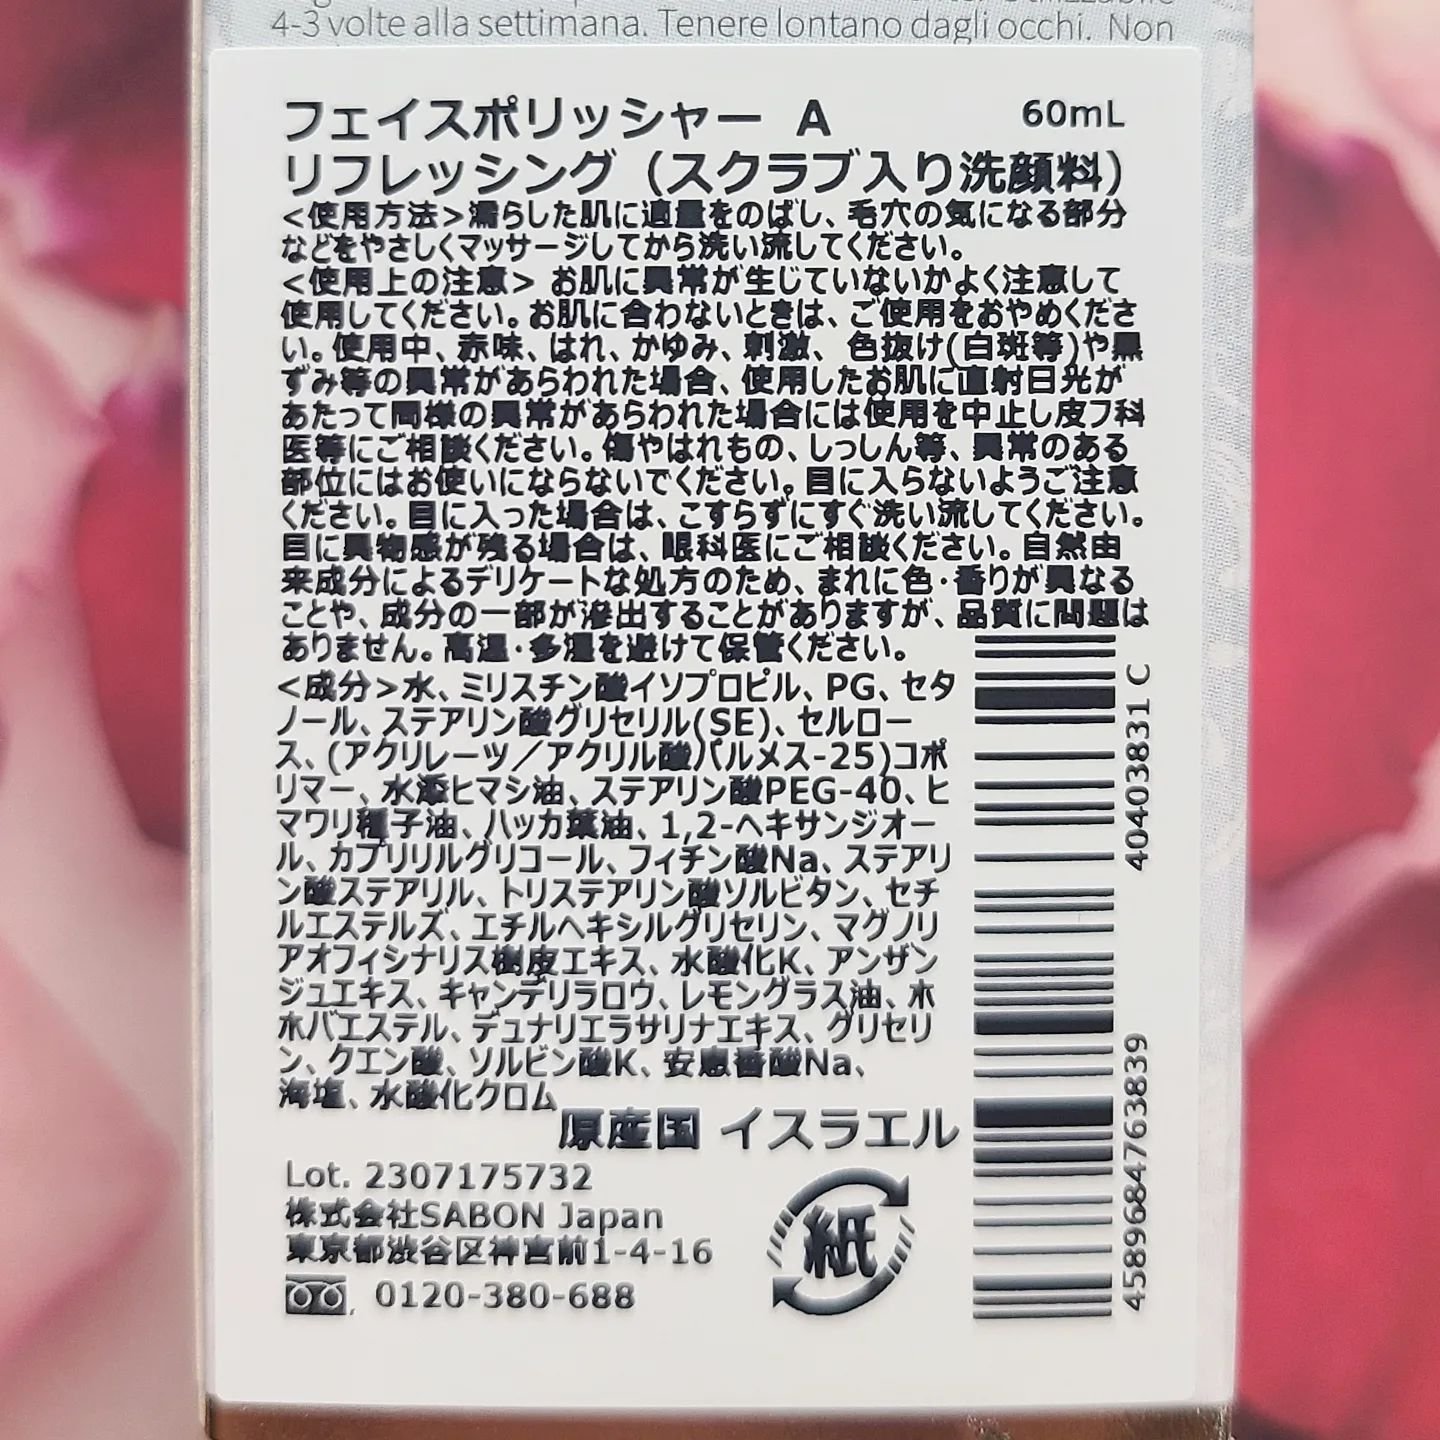 4-3 volte alla settimana. Tenere lontano dagli occhi. Non
フェイスポリッシャー A 60mL
リフレッシング（スクラブ入り洗顔料）
＜使用方法＞濡らした肌に適量をのばし、毛穴の気になる部分
などをやさしくマッサージしてから洗い流してください。
＜使用上の注意＞ お肌に異常が生じていないかよく注意して
使用してください。お肌に合わないときは、ご使用をおやめくださ
い。使用中、赤味、はれ、かゆみ、刺激、色抜け(白斑等)や黒
ずみ等の異常があらわれた場合、使用したお肌に直射日光が
あたって同様の異常があらわれた場合には使用を中止し皮フ科
医等にご相談ください。傷やはれもの、しっしん等、異常のある
部位にはお使いにならないでください。目に入らないようご注意
ください。目に入った場合は、こすらずにすぐ洗い流してください。
目に異物感が残る場合は、眼科医にご相談ください。自然由
来成分によるデリケートな処方のため、まれに色・香りが異なる
ことや、成分の一部が滲出することがありますが、品質に問題は
ありません。高温・多湿を避けて保管ください。
＜成分＞水、ミリスチン酸イソプロピル、PG、セタ
ノール、ステアリン酸グリセリル(SE)、セルロー
ス、(アクリレーツ／アクリル酸パルメス-25)コポ
リマー、水添ヒマシ油、ステアリン酸PEG-40、ヒ
マワリ種子油、ハッカ葉油、1,2-ヘキサンジオー
ル、カプリリルグリコール、フィチン酸Na、ステアリ
ン酸ステアリル、トリステアリン酸ソルビタン、セチ
ルエステルズ、エチルヘキシルグリセリン、マグノリ
アオフィシナリス樹皮エキス、水酸化K、アンザン
ジュエキス、キャンデリラロウ、レモングラス油、ホ
ホバエステル、デュナリエラサリナエキス、グリセリ
ン、クエン酸、ソルビン酸K、安息香酸Na、
海塩、水酸化クロム
原産国 イスラエル
Lot. 2307175732
株式会社SABON Japan
東京都渋谷区神宮前1-4-16
0120-380-688
紙
40403831 C
4589684763839